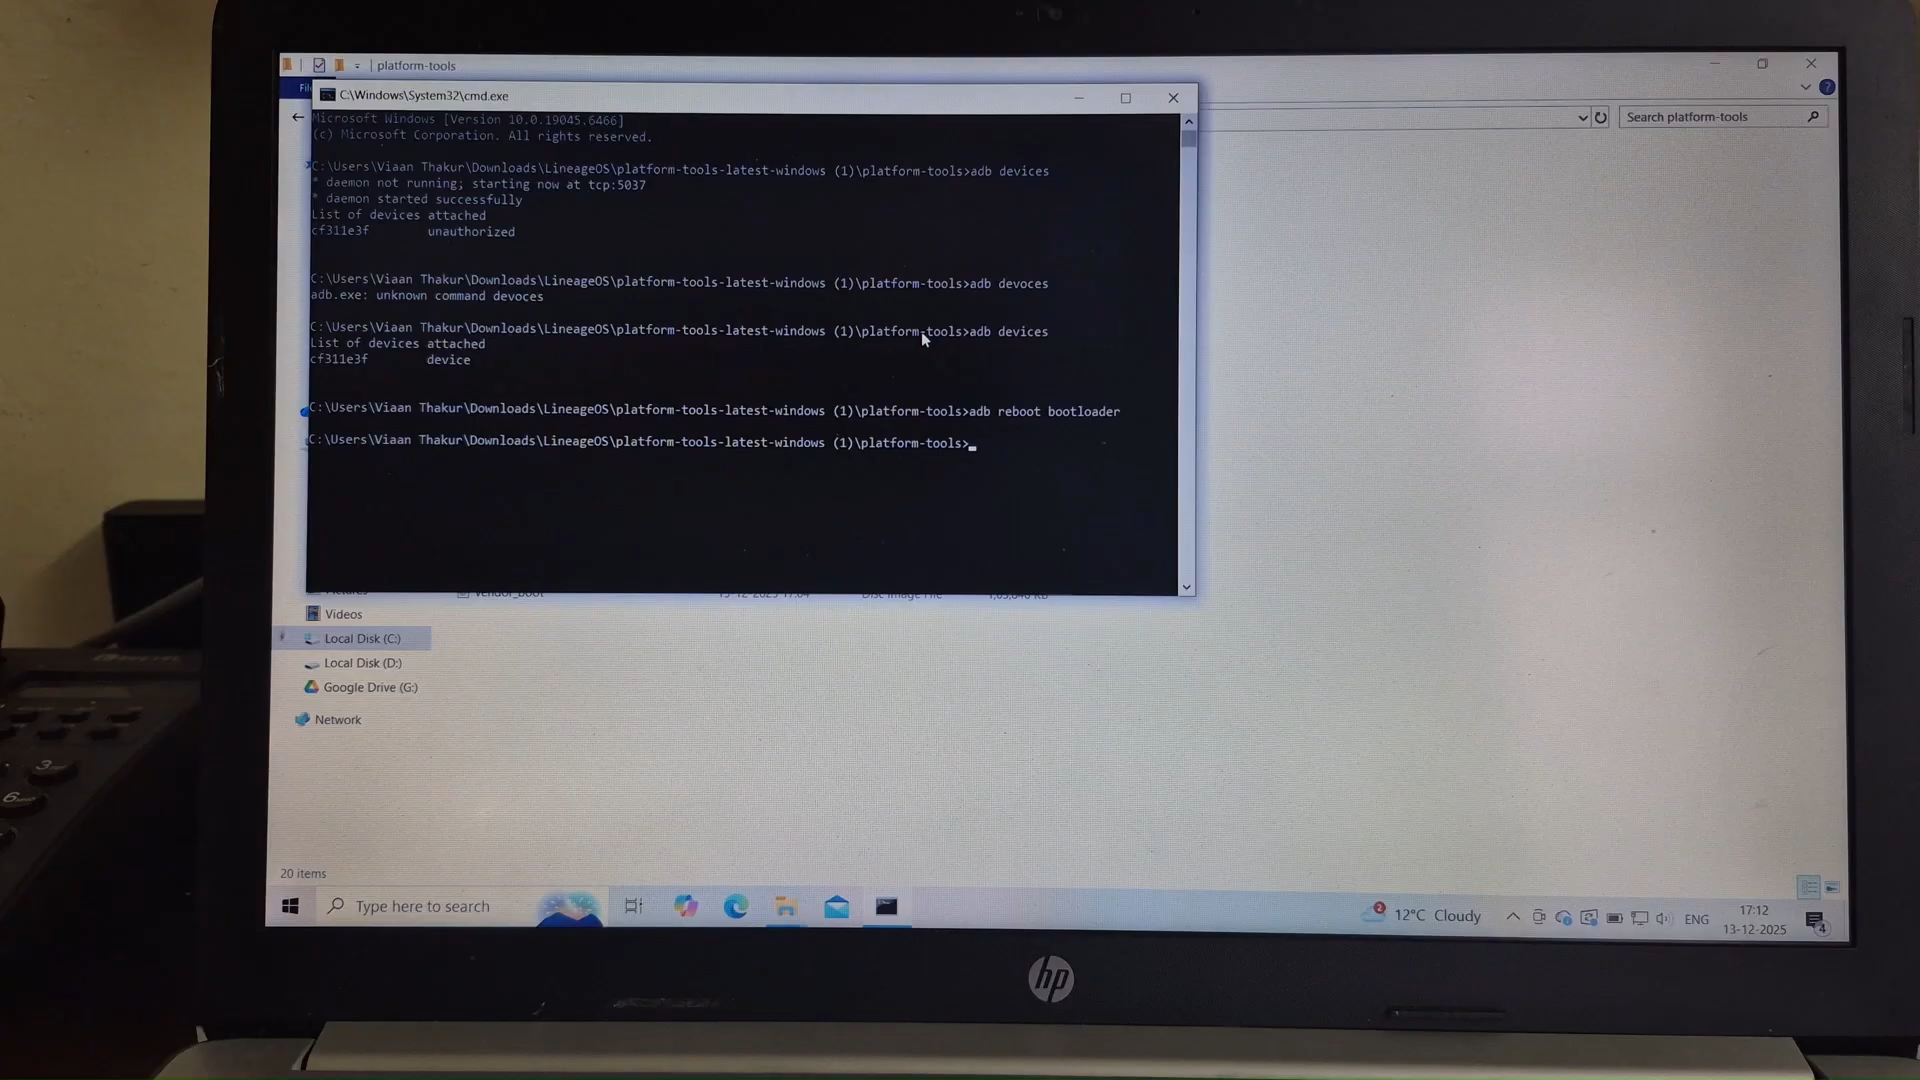 platform-tools
C:\Windows\System32\cmd.exe
Search platform-tools
Microsoft Windows [Version 10.0.19045.6466]
(c) Microsoft Corporation. All rights reserved.
C:\Users\Viaan Thakur\Downloads\LineageOS\platform-tools-latest-windows (1)\platform-tools>adb devices
* daemon not running; starting now at tcp:5037
* daemon started successfully
List of devices attached
cf311e3f unauthorized
C:\Users\Viaan Thakur\Downloads\LineageOS\platform-tools-latest-windows (1)\platform-tools>adb devoces
adb.exe: unknown command devoces
C:\Users\Viaan Thakur\Downloads\LineageOS\platform-tools-latest-windows (1)\platform-tools>adb devices
List of devices attached
cf311e3f device
C:\Users\Viaan Thakur\Downloads\LineageOS\platform-tools-latest-windows (1)\platform-tools>adb reboot bootloader
C:\Users\Viaan Thakur\Downloads\LineageOS\platform-tools-latest-windows (1)\platform-tools>
Videos
Local Disk (C:)
Local Disk (D:)
Google Drive (G:)
Network
20 items
Type here to search
2
12°C Cloudy
ENG
17:12
13-12-2025
4
hp
3
6